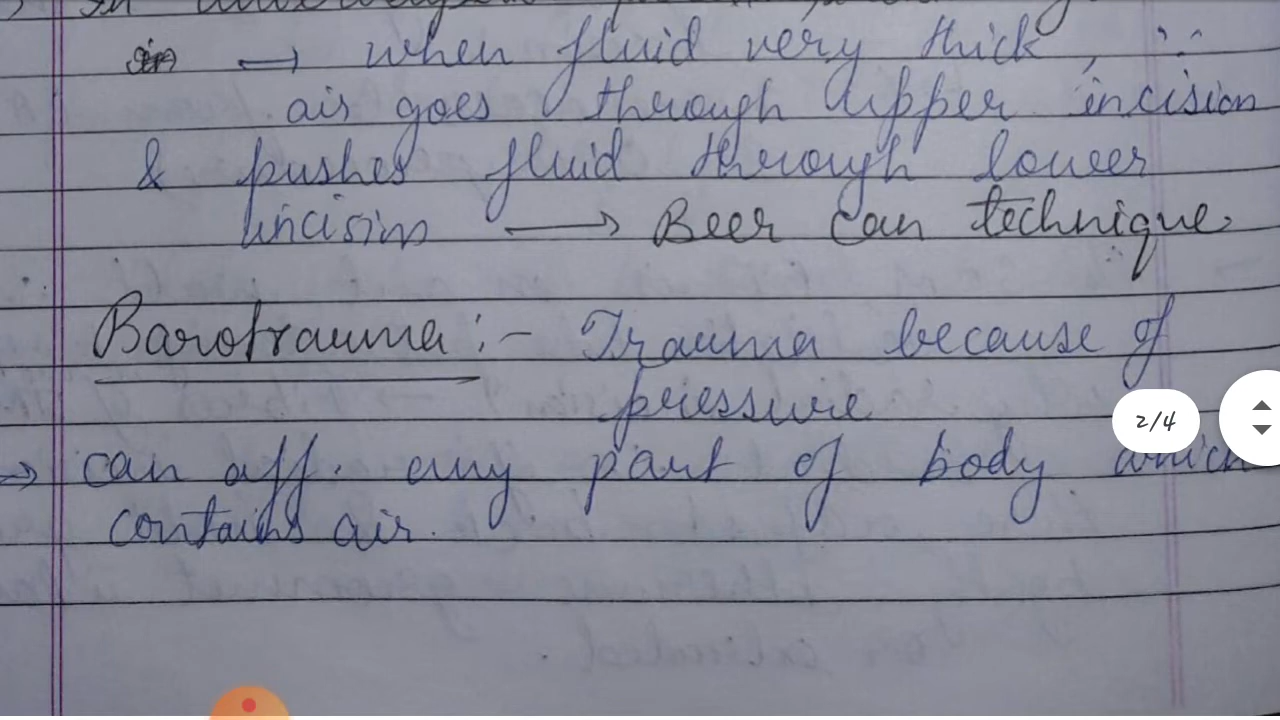 in → when fluid very thick, ∵
air goes through upper incision
& pushes fluid through lower
incision → Beer can technique.
Barotrauma :- Trauma because of
pressure
2/4
→ can aff. any part of body which
contains air.